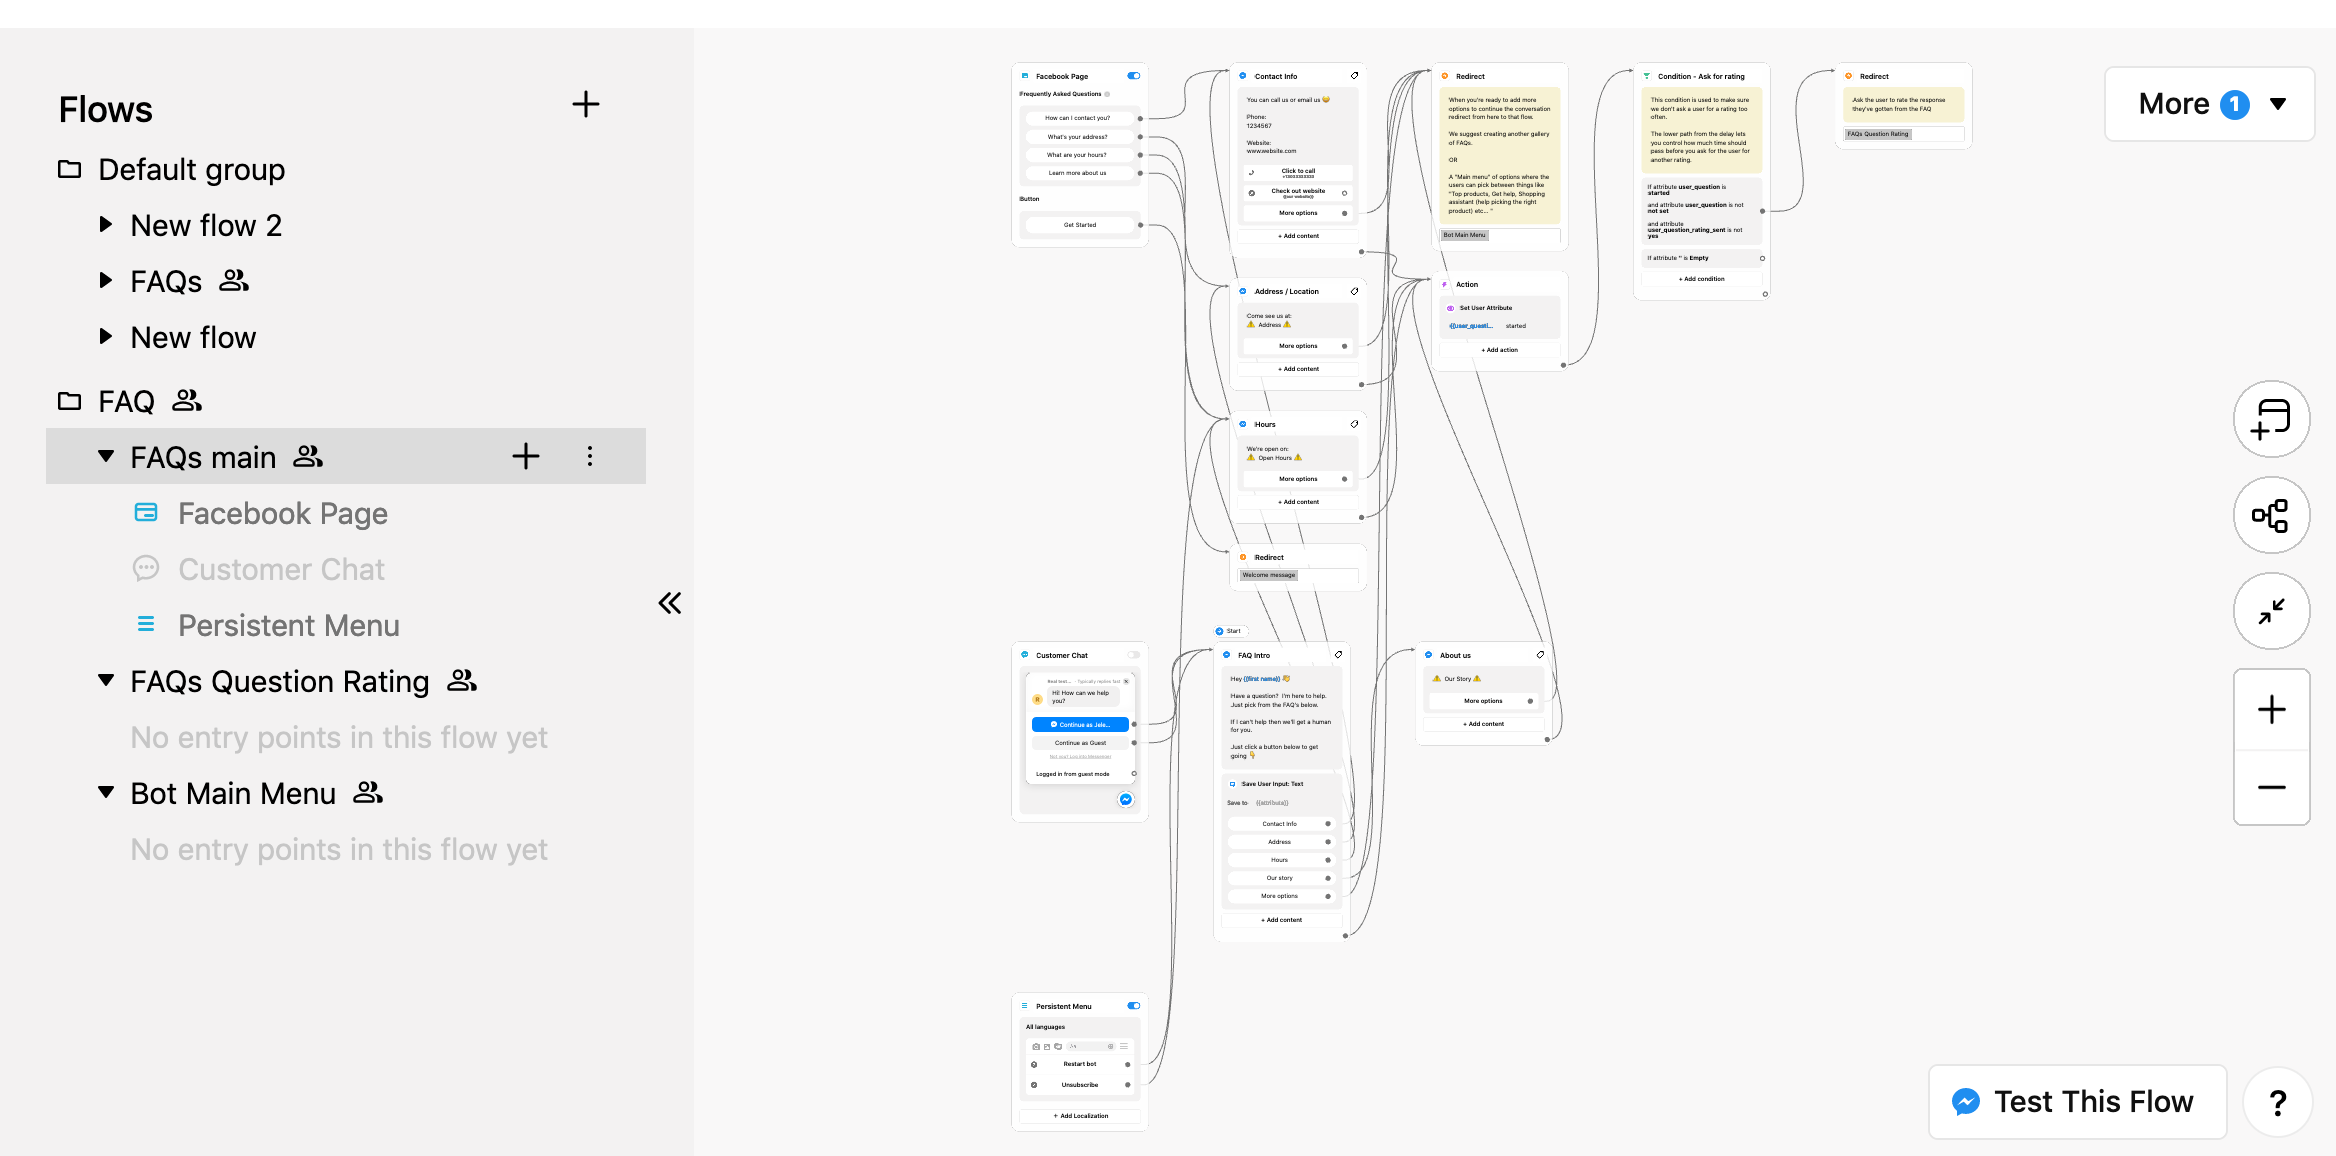 Flows
Default group
New flow 2
FAQs
New flow
FAQ
FAQs main
Facebook Page
Customer Chat
Persistent Menu
FAQs Question Rating
No entry points in this flow yet
Bot Main Menu
No entry points in this flow yet
Facebook Page
Frequently Asked Questions
How can I contact you?
What's your address?
What are your hours?
Learn more about us
Button
Get Started
Contact Info
You can call us or email us 😄
Phone:
1234567
Website:
www.website.com
Click to call
Check out website
{{our website}}
More options
+ Add content
Address / Location
Come see us at:
⚠️ Address ⚠️
More options
+ Add content
Hours
We're open on:
⚠️ Open Hours ⚠️
More options
+ Add content
Redirect
Welcome message
Redirect
When you're ready to add more
options to continue the conversation
redirect from here to that flow.
We suggest creating another gallery
of FAQs.
OR
A "Main menu" of options where the
users can pick between things like
"Top products, Get help, Shopping
assistant (help picking the right
product) etc... "
Bot Main Menu
Action
Set User Attribute
{{user_questi... started
+ Add action
Condition - Ask for rating
This condition is used to make sure
we don't ask a user for a rating too
often.
The lower path from the delay lets
you control how much time should
pass before you ask for the user for
another rating.
If attribute user_question is
started
and attribute user_question is not
not set
and attribute
user_question_rating_sent is not
yes
If attribute '' is Empty
+ Add condition
Redirect
Ask the user to rate the response
they've gotten from the FAQ
FAQs Question Rating
More 1
Customer Chat
Real test... · Typically replies fast
R
Hi! How can we help
you?
Continue as Jele...
Continue as Guest
Logged in from guest mode
Start
FAQ Intro
Hey {{first name}} 👋
Have a question? I'm here to help.
Just pick from the FAQ's below.
If I can't help then we'll get a human
for you.
Just click a button below to get
going 👇
Save User Input: Text
Save to {{attribute}}
Contact Info
Address
Hours
Our story
More options
+ Add content
About us
⚠️ Our Story ⚠️
More options
+ Add content
Persistent Menu
All languages
Aa
Restart bot
Unsubscribe
+ Add Localization
Test This Flow
?